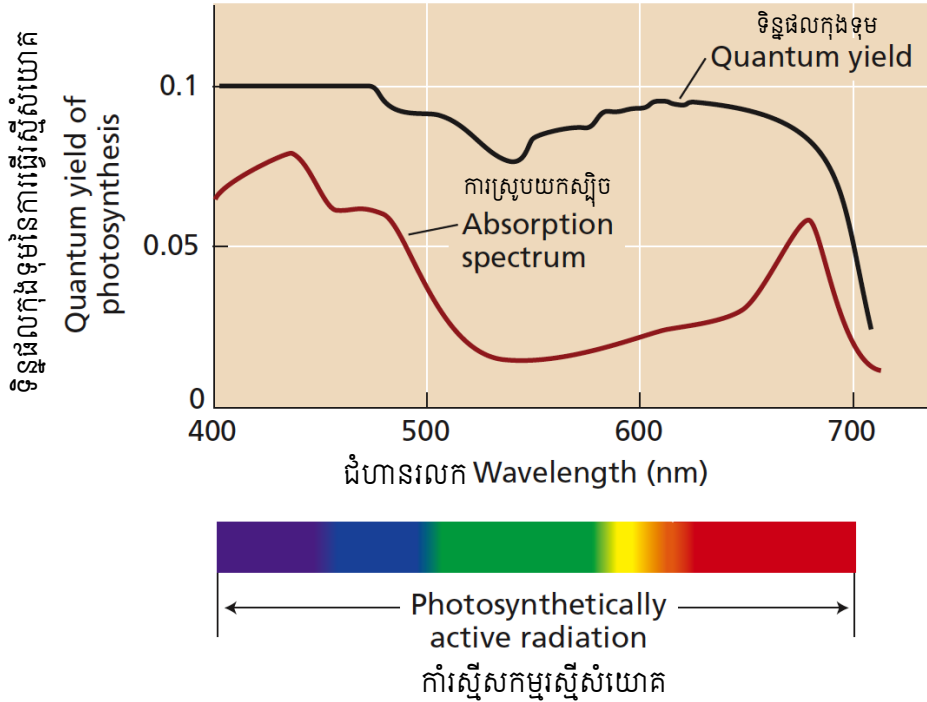 ទិន្នផលកុងទុមនៃការធ្វើរស្មីសំយោគ
Quantum yield of
photosynthesis
0.1
0.05
0
ទិន្នផលកុងទុម
Quantum yield
ការស្រូបយកស្ប៉ិច
Absorption
spectrum
400
500
600
700
ជំហានរលក Wavelength (nm)
Photosynthetically
active radiation
កាំរស្មីសកម្មរស្មីសំយោគ